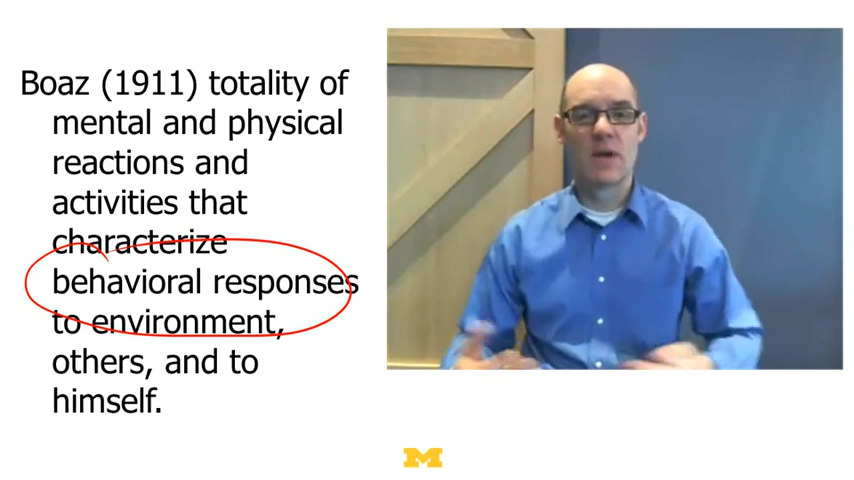 Boaz (1911) totality of
mental and physical
reactions and
activities that
characterize
behavioral responses
to environment,
others, and to
himself.
M